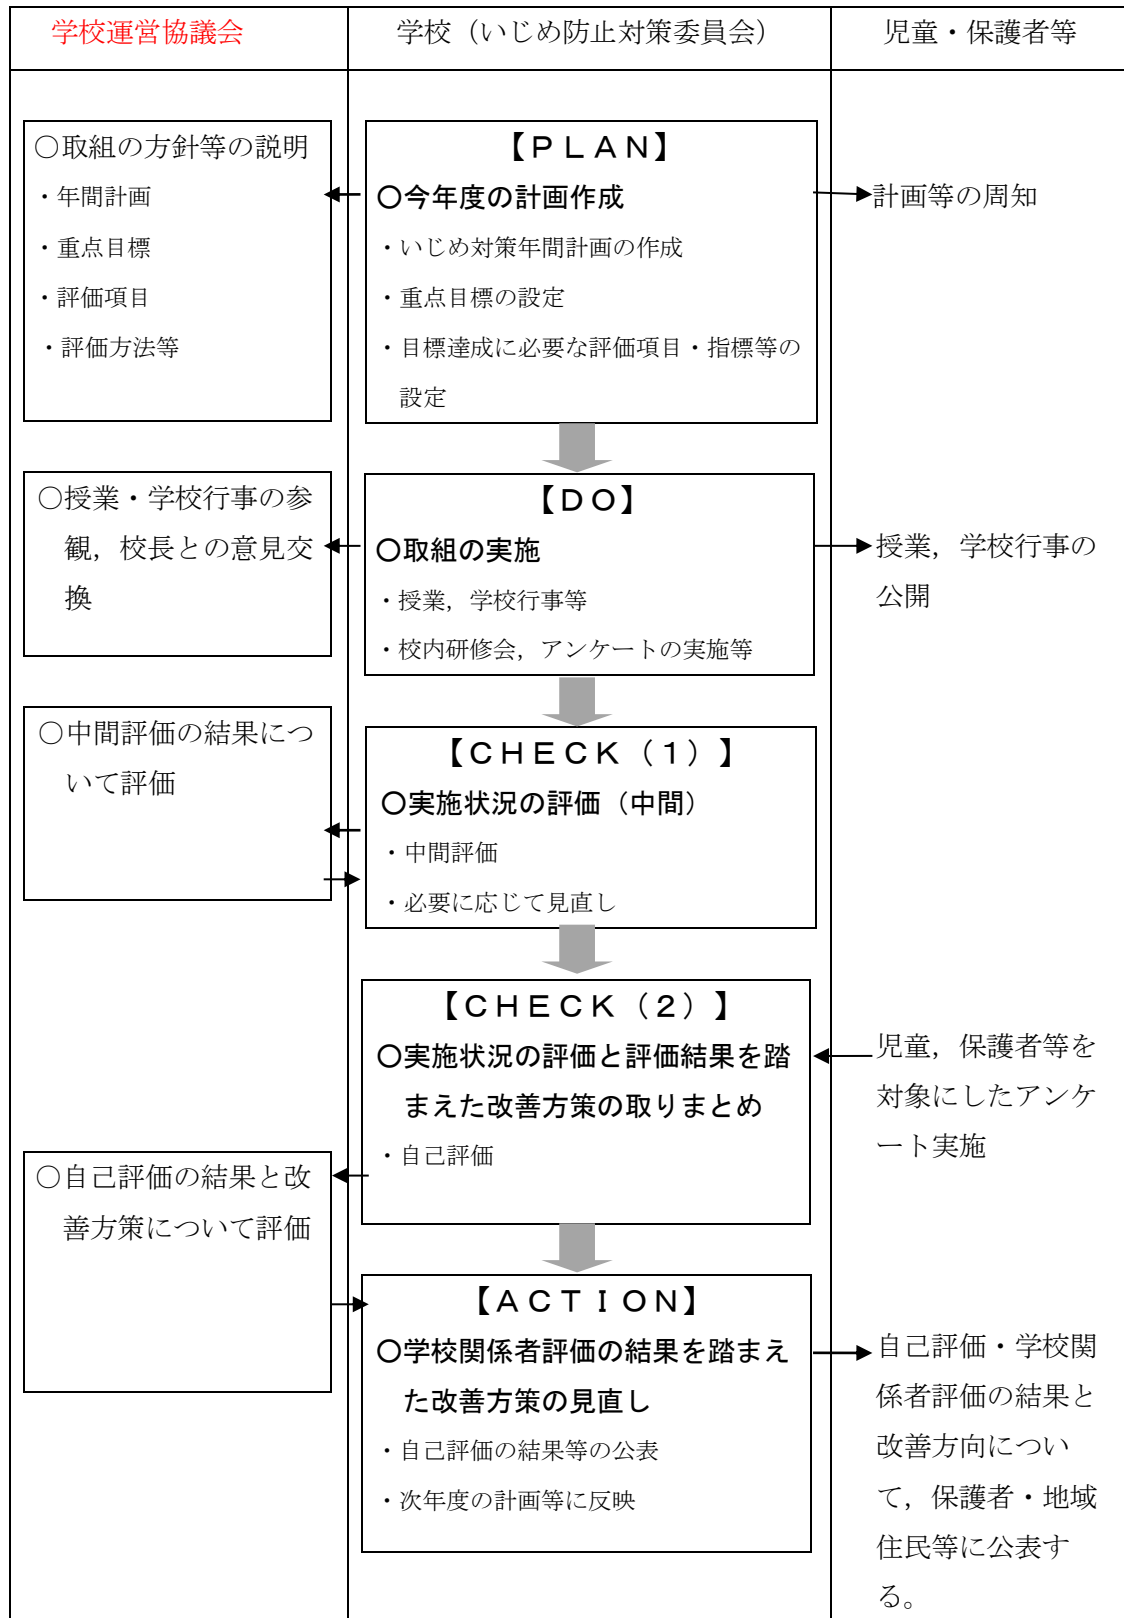 学校運営協議会
学校（いじめ防止対策委員会）
児童・保護者等
○取組の方針等の説明
・年間計画
・重点目標
・評価項目
・評価方法等
【ＰＬＡＮ】
○今年度の計画作成
・いじめ対策年間計画の作成
・重点目標の設定
・目標達成に必要な評価項目・指標等の
設定
計画等の周知
○授業・学校行事の参
観，校長との意見交
換
【ＤＯ】
○取組の実施
・授業，学校行事等
・校内研修会，アンケートの実施等
授業，学校行事の
公開
○中間評価の結果につ
いて評価
【ＣＨＥＣＫ（１）】
○実施状況の評価（中間）
・中間評価
・必要に応じて見直し
【ＣＨＥＣＫ（２）】
○実施状況の評価と評価結果を踏
まえた改善方策の取りまとめ
・自己評価
児童，保護者等を
対象にしたアンケ
ート実施
○自己評価の結果と改
善方策について評価
【ＡＣＴＩＯＮ】
○学校関係者評価の結果を踏まえ
た改善方策の見直し
・自己評価の結果等の公表
・次年度の計画等に反映
自己評価・学校関
係者評価の結果と
改善方向につい
て，保護者・地域
住民等に公表す
る。